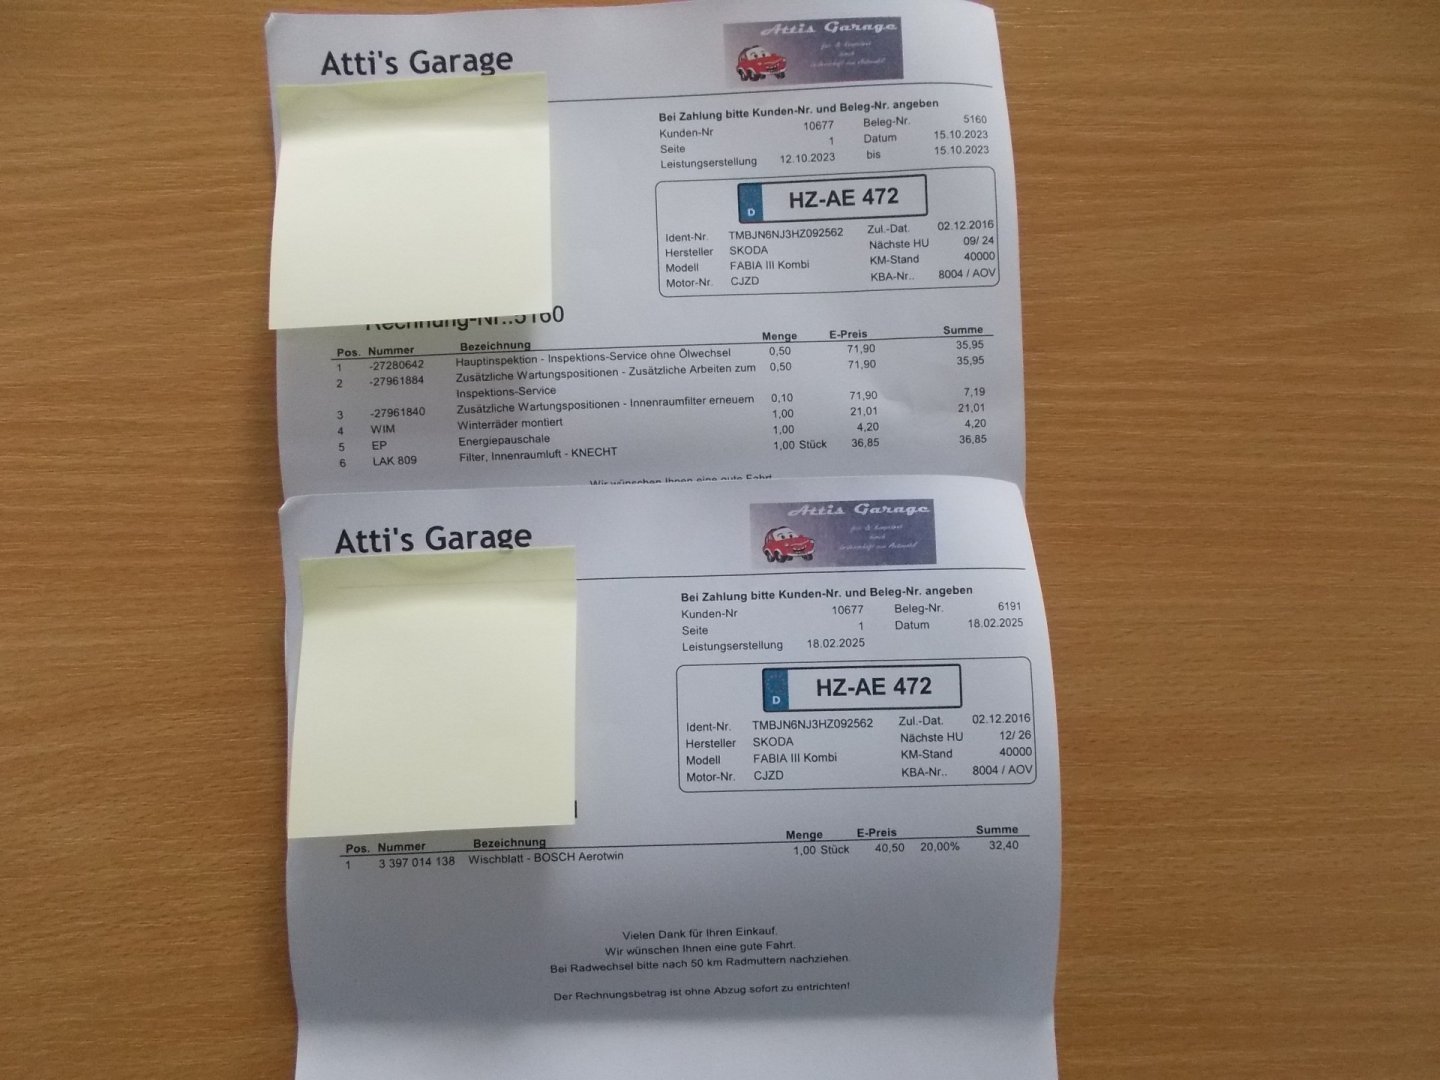 Atti's Garage
Attis Garage
Bei Zahlung bitte Kunden-Nr. und Beleg-Nr. angeben
Kunden-Nr 10677 Beleg-Nr. 5160
Seite 1 Datum 15.10.2023
Leistungserstellung 12.10.2023 bis 15.10.2023
D HZ-AE 472
Ident-Nr. TMBJN6NJ3HZ092562 Zul.-Dat. 02.12.2016
Hersteller SKODA Nächste HU 09/ 24
Modell FABIA III Kombi KM-Stand 40000
Motor-Nr. CJZD KBA-Nr.. 8004 / AOV
Rechnung-Nr.:5160
Pos. Nummer Bezeichnung Menge E-Preis Summe
1 -27280642 Hauptinspektion - Inspektions-Service ohne Ölwechsel 0,50 71,90 35,95
2 -27961884 Zusätzliche Wartungspositionen - Zusätzliche Arbeiten zum 0,50 71,90 35,95
Inspektions-Service
3 -27961840 Zusätzliche Wartungspositionen - Innenraumfilter erneuern 0,10 71,90 7,19
4 WIM Winterräder montiert 1,00 21,01 21,01
5 EP Energiepauschale 1,00 4,20 4,20
6 LAK 809 Filter, Innenraumluft - KNECHT 1,00 Stück 36,85 36,85
Wir wünschen Ihnen eine gute Fahrt
Atti's Garage
Attis Garage
Bei Zahlung bitte Kunden-Nr. und Beleg-Nr. angeben
Kunden-Nr 10677 Beleg-Nr. 6191
Seite 1 Datum 18.02.2025
Leistungserstellung 18.02.2025
D HZ-AE 472
Ident-Nr. TMBJN6NJ3HZ092562 Zul.-Dat. 02.12.2016
Hersteller SKODA Nächste HU 12/ 26
Modell FABIA III Kombi KM-Stand 40000
Motor-Nr. CJZD KBA-Nr.. 8004 / AOV
Pos. Nummer Bezeichnung Menge E-Preis Summe
1 3 397 014 138 Wischblatt - BOSCH Aerotwin 1,00 Stück 40,50 20,00% 32,40
Vielen Dank für Ihren Einkauf.
Wir wünschen Ihnen eine gute Fahrt.
Bei Radwechsel bitte nach 50 km Radmuttern nachziehen.
Der Rechnungsbetrag ist ohne Abzug sofort zu entrichten!